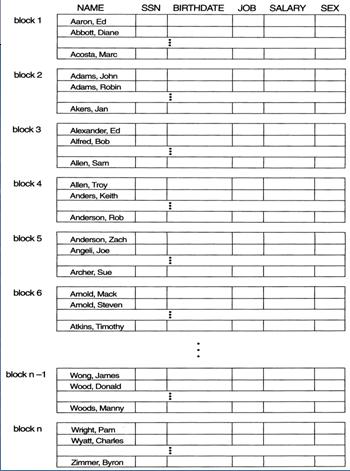 NAME SSN BIRTHDATE JOB SALARY SEX
block 1
Aaron, Ed
Abbott, Diane
Acosta, Marc
block 2
Adams, John
Adams, Robin
Akers, Jan
block 3
Alexander, Ed
Alfred, Bob
Allen, Sam
block 4
Allen, Troy
Anders, Keith
Anderson, Rob
block 5
Anderson, Zach
Angeli, Joe
Archer, Sue
block 6
Arnold, Mack
Arnold, Steven
Atkins, Timothy
block n –1
Wong, James
Wood, Donald
Woods, Manny
block n
Wright, Pam
Wyatt, Charles
Zimmer, Byron